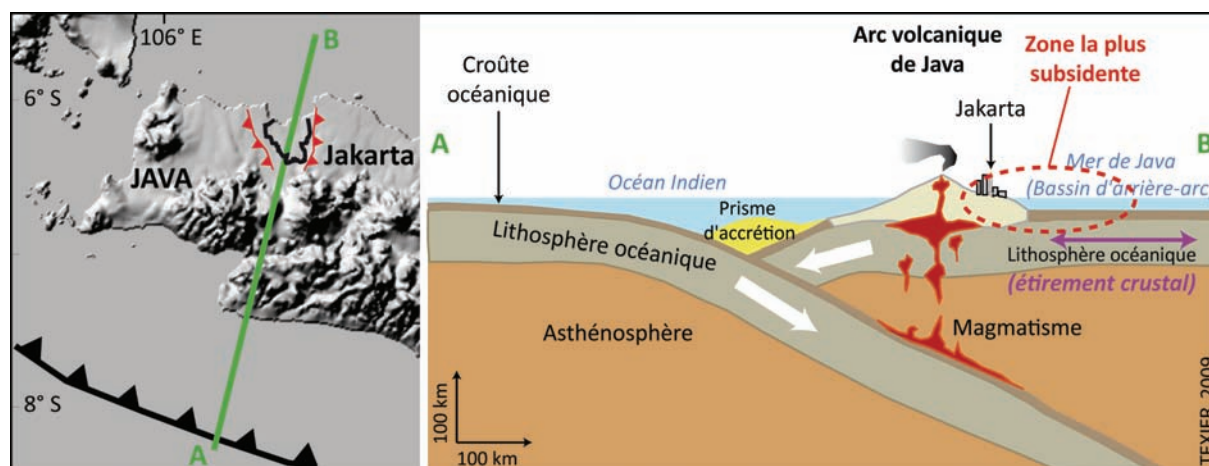 106° E
B
6° S
JAVA
Jakarta
8° S
A
Croûte
océanique
A
Océan Indien
Prisme
d'accrétion
Lithosphère océanique
Asthénosphère
100 km
100 km
Arc volcanique
de Java
Jakarta
Zone la plus
subsidente
B
Mer de Java
(Bassin d'arrière-arc)
Lithosphère océanique
(étirement crustal)
Magmatisme
TEXIER, 2009